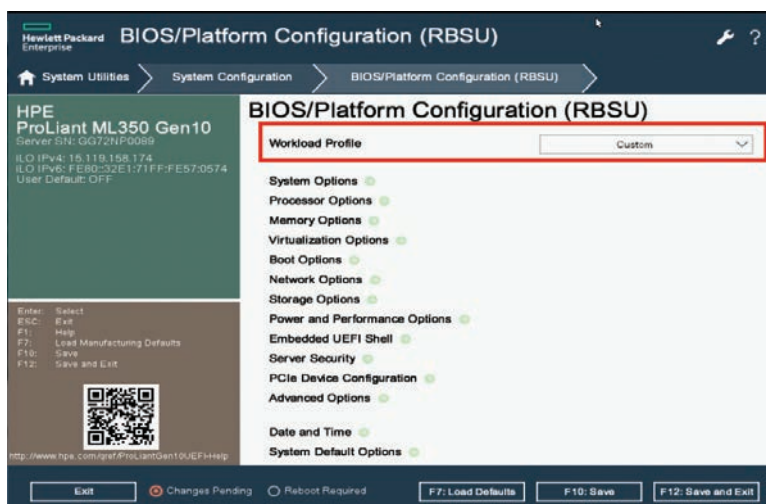 Hewlett Packard
Enterprise
BIOS/Platform Configuration (RBSU)
?
System Utilities
System Configuration
BIOS/Platform Configuration (RBSU)
HPE
ProLiant ML350 Gen10
Server SN: GG72NP0089
iLO IPv4: 15.119.158.174
iLO IPv6: FE80::32E1:71FF:FE57:0574
User Default: OFF
Enter: Select
ESC: Exit
F1: Help
F7: Load Manufacturing Defaults
F10: Save
F12: Save and Exit
http://www.hpe.com/qref/ProLiantGen10UEFI-Help
BIOS/Platform Configuration (RBSU)
Workload Profile Custom
System Options
Processor Options
Memory Options
Virtualization Options
Boot Options
Network Options
Storage Options
Power and Performance Options
Embedded UEFI Shell
Server Security
PCIe Device Configuration
Advanced Options
Date and Time
System Default Options
Exit
Changes Pending
Reboot Required
F7: Load Defaults
F10: Save
F12: Save and Exit